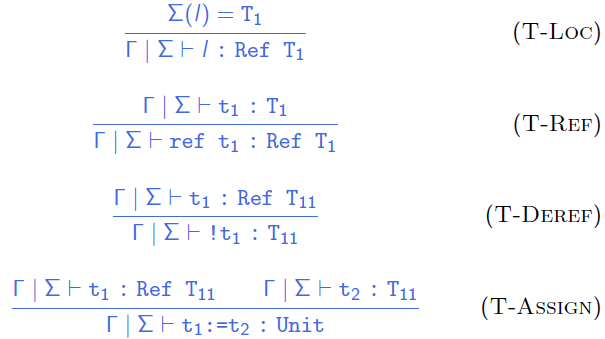 Σ(l) = T₁
Γ | Σ ⊢ l : Ref T₁ (T-Loc)
Γ | Σ ⊢ t₁ : T₁
Γ | Σ ⊢ ref t₁ : Ref T₁ (T-Ref)
Γ | Σ ⊢ t₁ : Ref T₁₁
Γ | Σ ⊢ !t₁ : T₁₁ (T-Deref)
Γ | Σ ⊢ t₁ : Ref T₁₁ Γ | Σ ⊢ t₂ : T₁₁
Γ | Σ ⊢ t₁:=t₂ : Unit (T-Assign)